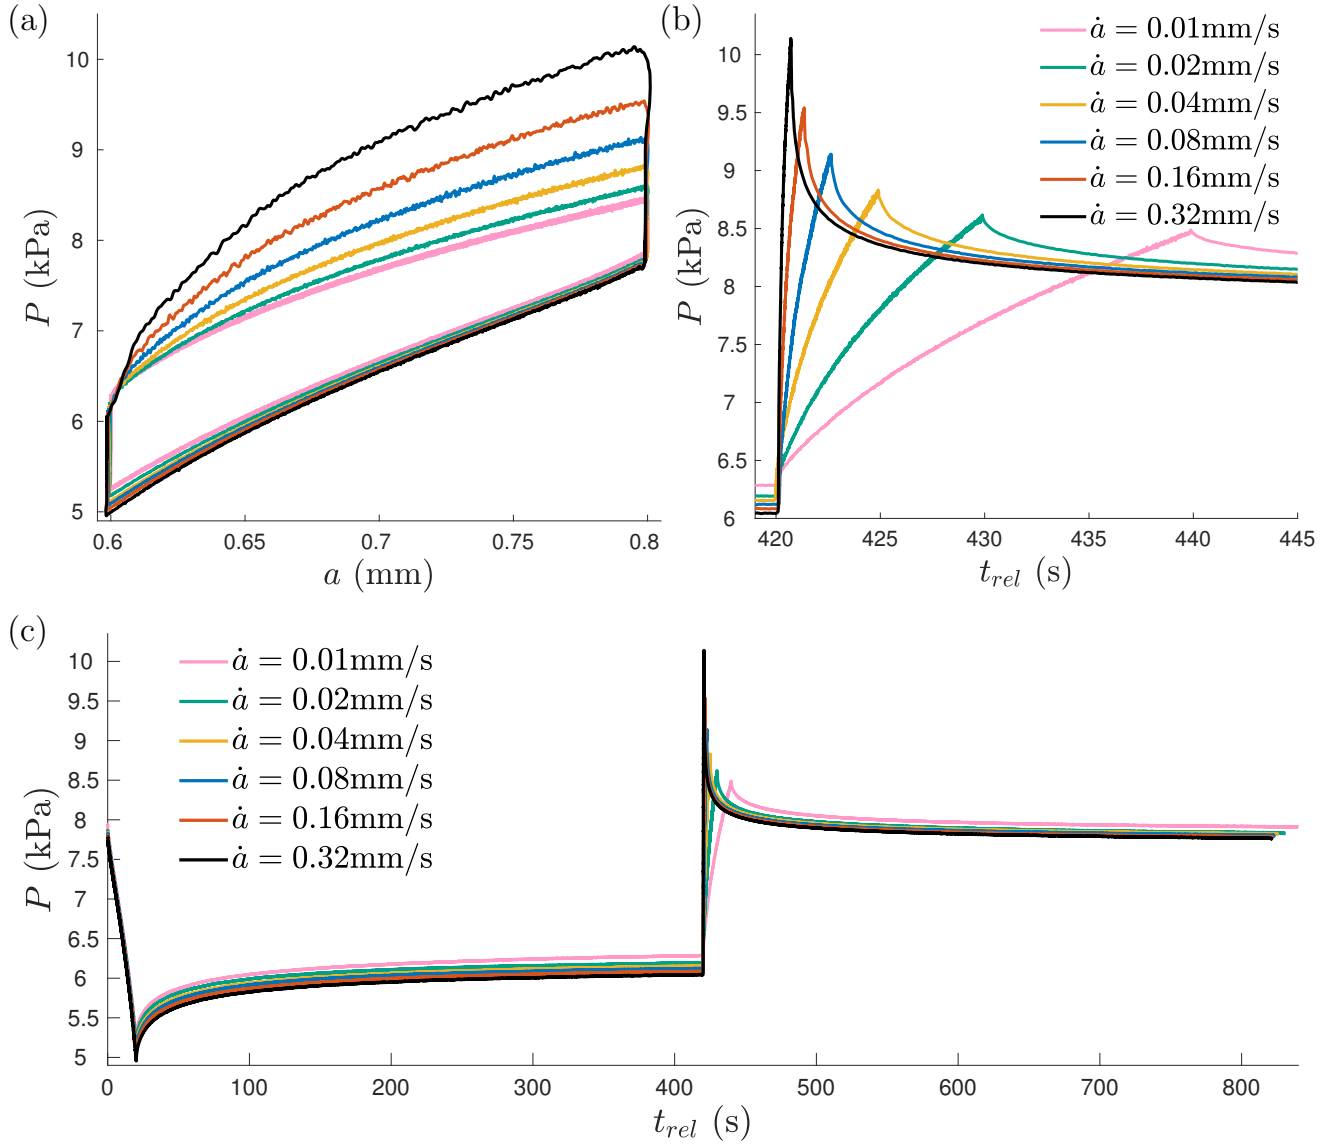 (a)
10
9
8
7
6
5
P (kPa)
0.6 0.65 0.7 0.75 0.8
a (mm)
(b)
ȧ = 0.01mm/s
ȧ = 0.02mm/s
ȧ = 0.04mm/s
ȧ = 0.08mm/s
ȧ = 0.16mm/s
ȧ = 0.32mm/s
10
9.5
9
8.5
8
7.5
7
6.5
6
P (kPa)
420 425 430 435 440 445
t_{rel} (s)
(c)
ȧ = 0.01mm/s
ȧ = 0.02mm/s
ȧ = 0.04mm/s
ȧ = 0.08mm/s
ȧ = 0.16mm/s
ȧ = 0.32mm/s
10
9.5
9
8.5
8
7.5
7
6.5
6
5.5
5
P (kPa)
0 100 200 300 400 500 600 700 800
t_{rel} (s)